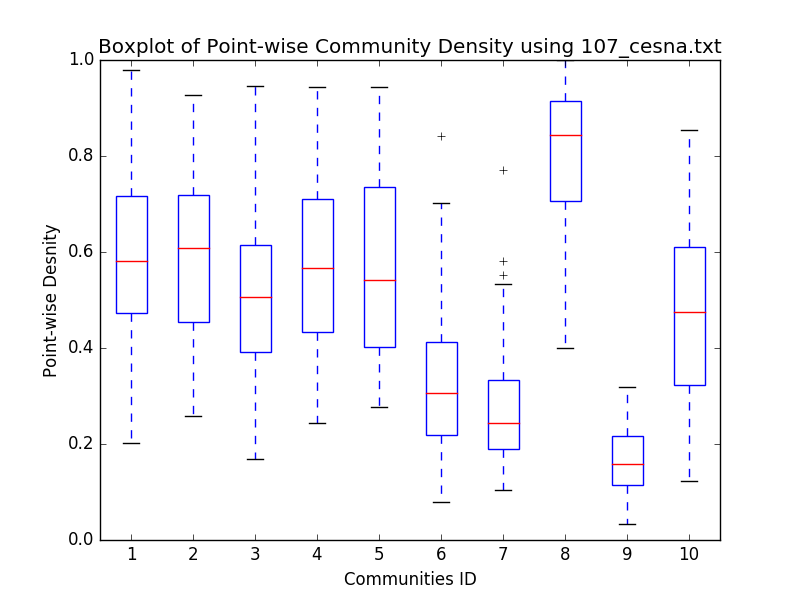 Boxplot of Point-wise Community Density using 107_cesna.txt
1.0
0.8
0.6
0.4
0.2
0.0
Point-wise Desnity
1 2 3 4 5 6 7 8 9 10
Communities ID